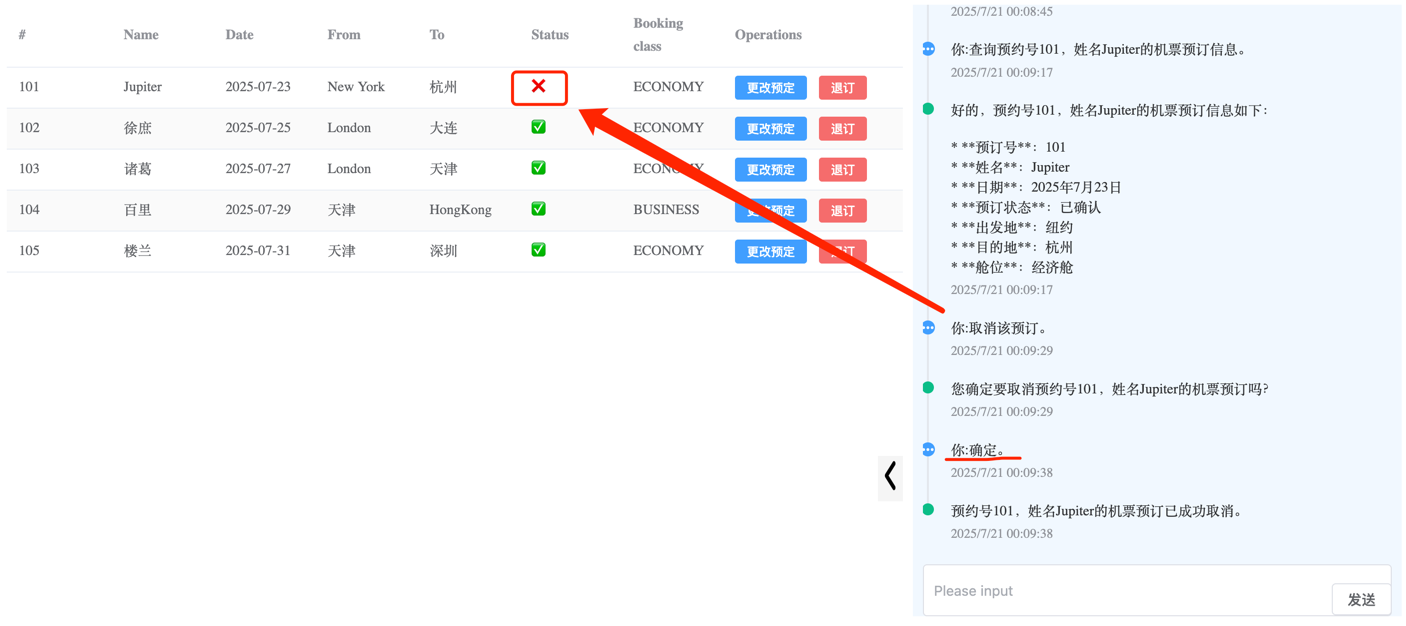 # Name Date From To Status Booking class Operations
101 Jupiter 2025-07-23 New York 杭州 ❌ ECONOMY 更改预定 退订
102 徐庶 2025-07-25 London 大连 ✅ ECONOMY 更改预定 退订
103 诸葛 2025-07-27 London 天津 ✅ ECONOMY 更改预定 退订
104 百里 2025-07-29 天津 HongKong ✅ BUSINESS 更改预定 退订
105 楼兰 2025-07-31 天津 深圳 ✅ ECONOMY 更改预定 退订
2025/7/21 00:08:45
你:查询预约号101，姓名Jupiter的机票预订信息。
2025/7/21 00:09:17
好的，预约号101，姓名Jupiter的机票预订信息如下：
* **预订号**：101
* **姓名**：Jupiter
* **日期**：2025年7月23日
* **预订状态**：已确认
* **出发地**：纽约
* **目的地**：杭州
* **舱位**：经济舱
2025/7/21 00:09:17
你:取消该预订。
2025/7/21 00:09:29
您确定要取消预约号101，姓名Jupiter的机票预订吗?
2025/7/21 00:09:29
你:确定。
2025/7/21 00:09:38
预约号101，姓名Jupiter的机票预订已成功取消。
2025/7/21 00:09:38
Please input
发送